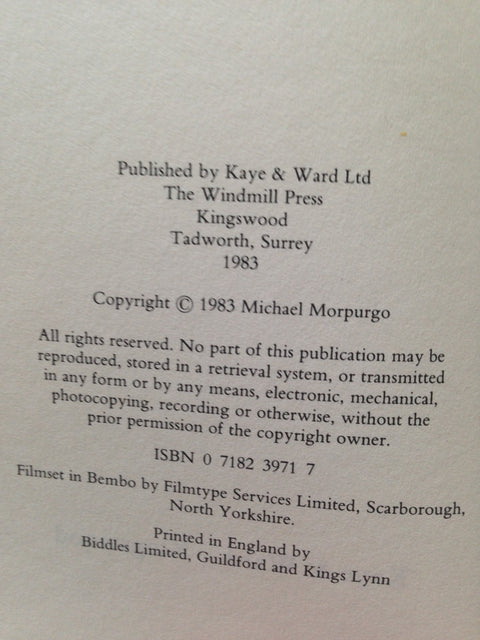 Published by Kaye & Ward Ltd
The Windmill Press
Kingswood
Tadworth, Surrey
1983
Copyright © 1983 Michael Morpurgo
All rights reserved. No part of this publication may be
reproduced, stored in a retrieval system, or transmitted
in any form or by any means, electronic, mechanical,
photocopying, recording or otherwise, without the
prior permission of the copyright owner.
ISBN 0 7182 3971 7
Filmset in Bembo by Filmtype Services Limited, Scarborough,
North Yorkshire.
Printed in England by
Biddles Limited, Guildford and Kings Lynn